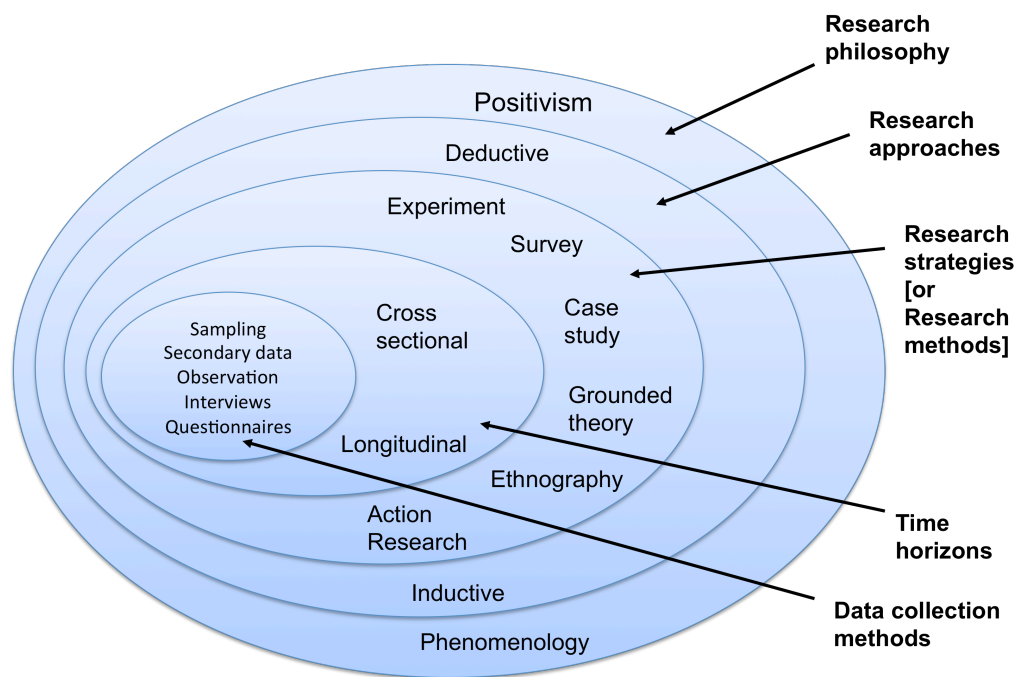 Research
philosophy
Positivism
Research
approaches
Deductive
Experiment
Survey
Research
strategies
[or
Research
methods]
Case
study
Cross
sectional
Sampling
Secondary data
Observation
Interviews
Questionnaires
Grounded
theory
Longitudinal
Ethnography
Action
Research
Time
horizons
Inductive
Data collection
methods
Phenomenology